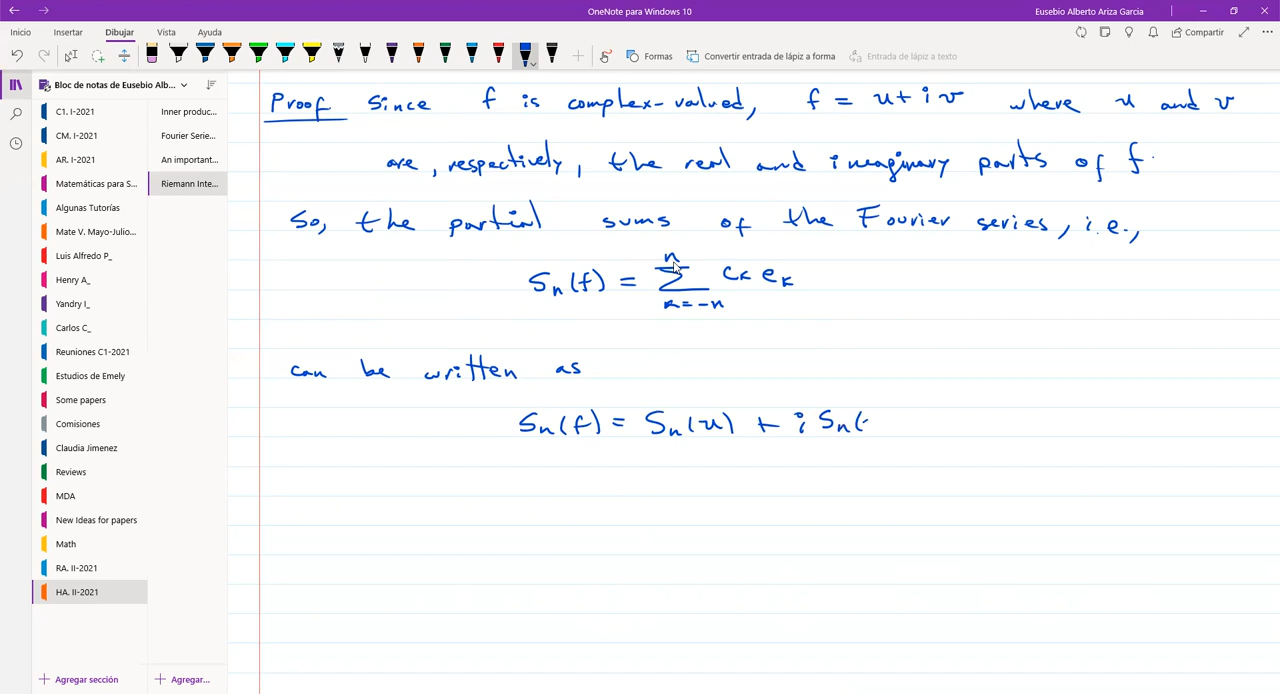 OneNote para Windows 10
Eusebio Alberto Ariza Garcia
Inicio Insertar Dibujar Vista Ayuda
Compartir
Formas Convertir entrada de lápiz a forma Entrada de lápiz a texto
Bloc de notas de Eusebio Alb...
C1. I-2021
CM. I-2021
AR. I-2021
Matemáticas para S...
Algunas Tutorías
Mate V. Mayo-Julio...
Luis Alfredo P_
Henry A_
Yandry I_
Carlos C_
Reuniones C1-2021
Estudios de Emely
Some papers
Comisiones
Claudia Jimenez
Reviews
MDA
New Ideas for papers
Math
RA. II-2021
HA. II-2021
Agregar sección
Inner produc...
Fourier Serie...
An important...
Riemann Inte...
Agregar...
Proof Since f is complex-valued, f = u + i v where u and v
are, respectively, the real and imaginary parts of f.
So, the partial sums of the Fourier series, i.e.,
Sn(f) = n ∑ k=-n ck ek
can be written as
Sn(f) = Sn(u) + i Sn(